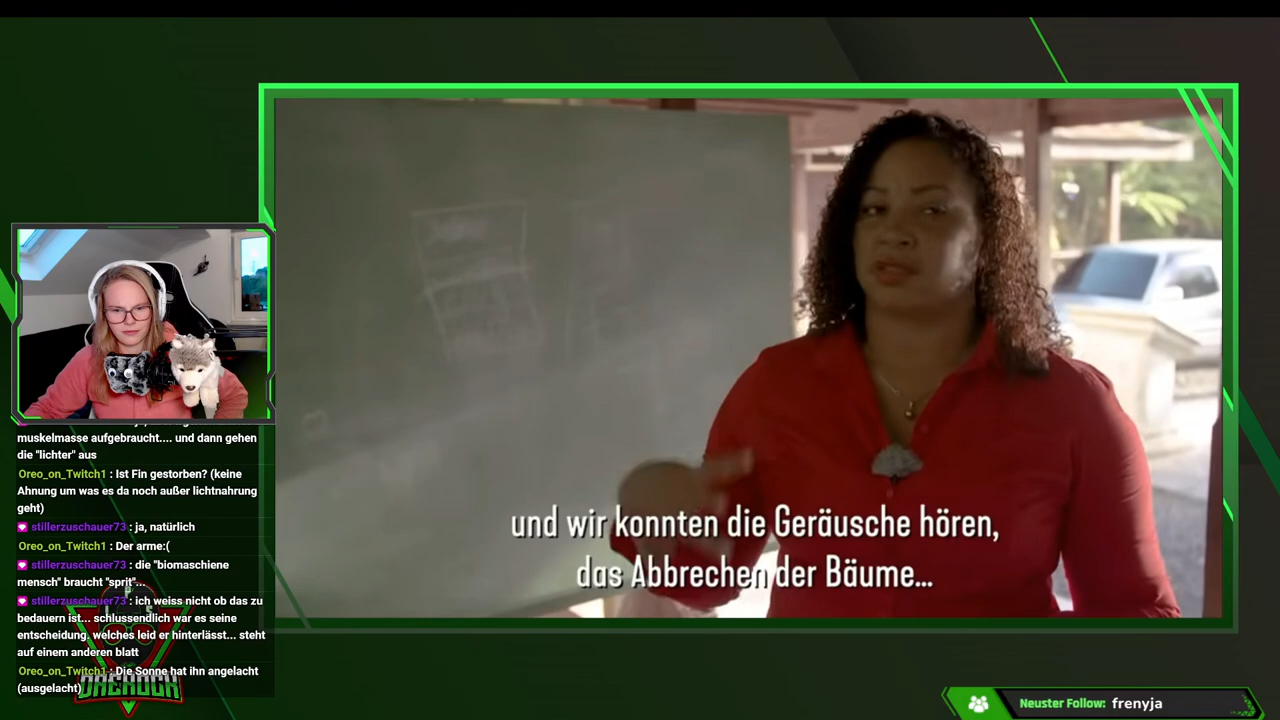 und wir konnten die Geräusche hören,
das Abbrechen der Bäume...
muskelmasse aufgebraucht.... und dann gehen
die "lichter" aus
Oreo_on_Twitch1 : Ist Fin gestorben? (keine
Ahnung um was es da noch außer lichtnahrung
geht)
stillerzuschauer73 : ja, natürlich
Oreo_on_Twitch1 : Der arme:(
stillerzuschauer73 : die "biomaschiene
mensch" braucht "sprit"...
stillerzuschauer73 : ich weiss nicht ob das zu
bedauern ist... schlussendlich war es seine
entscheidung. welches leid er hinterlässt... steht
auf einem anderen blatt
Oreo_on_Twitch1 : Die Sonne hat ihn angelacht
(ausgelacht)
Neuster Follow: frenyja